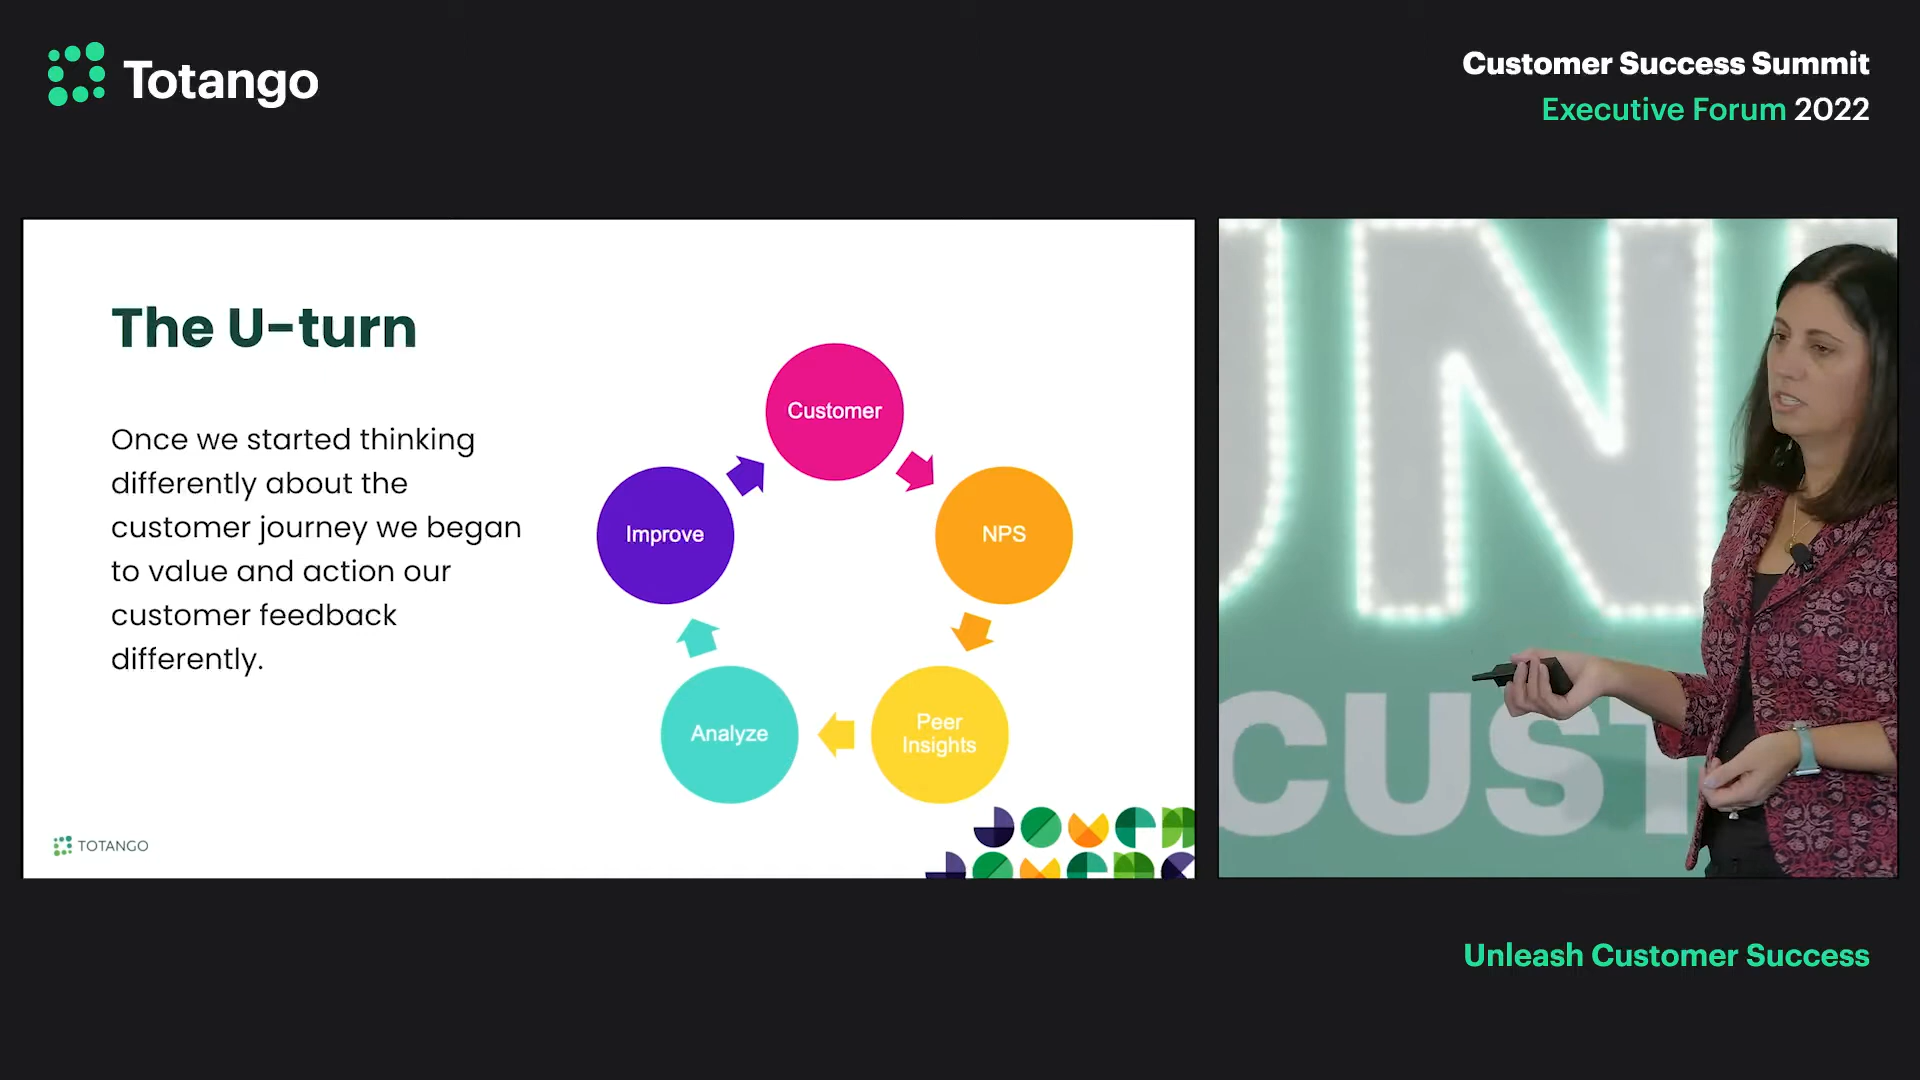 Totango
Customer Success Summit
Executive Forum 2022
The U-turn
Once we started thinking
differently about the
customer journey we began
to value and action our
customer feedback
differently.
Customer
NPS
Peer
Insights
Analyze
Improve
TOTANGO
UN
CUST
Unleash Customer Success